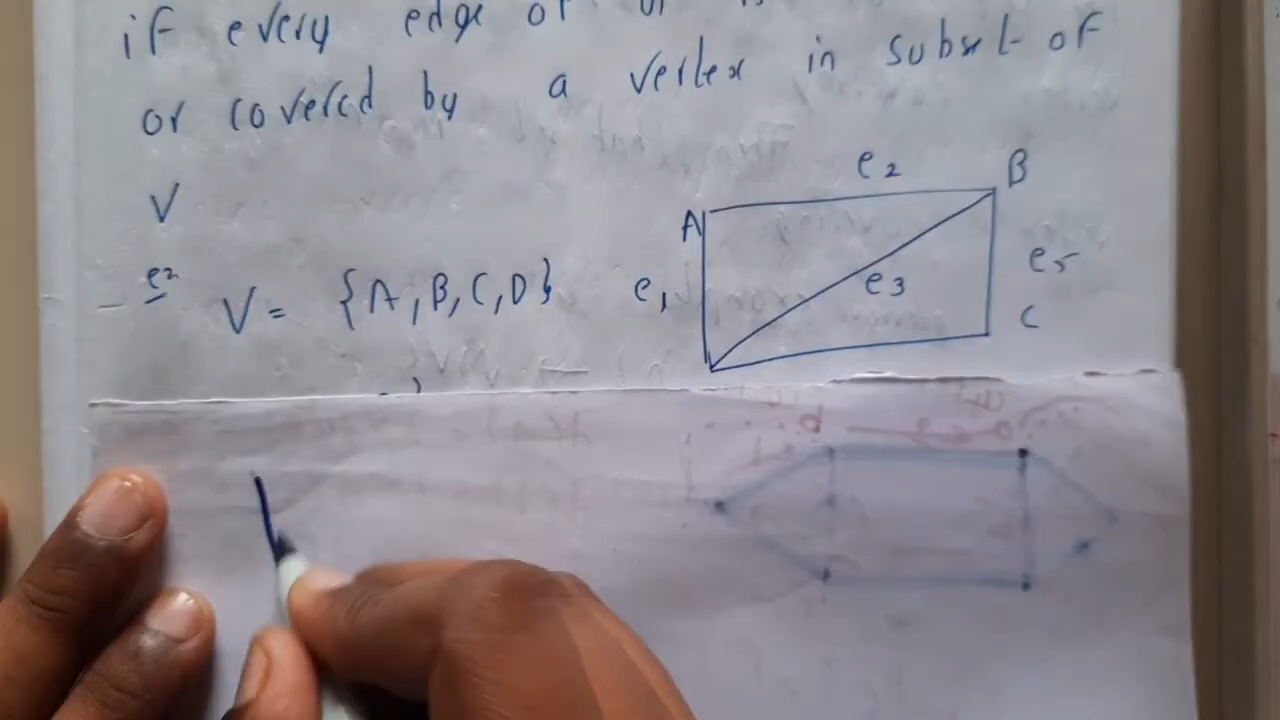 if every edge of
or covered by a vertex in subset of
V
V = {A, B, C, D}
e2
B
A
e1
e3
e5
C